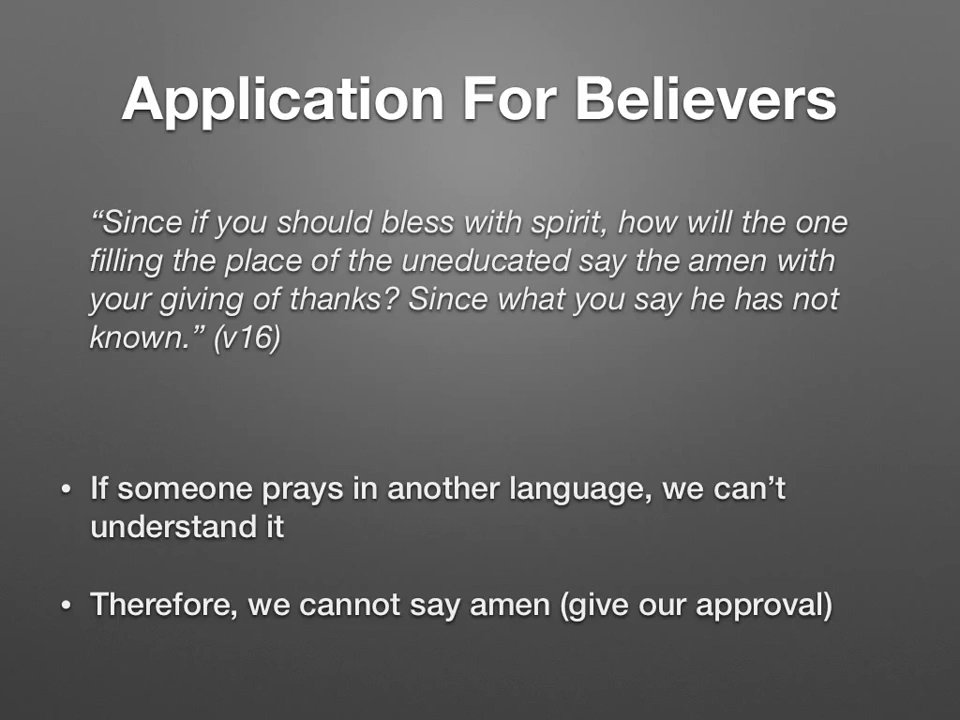 Application For Believers
“Since if you should bless with spirit, how will the one
filling the place of the uneducated say the amen with
your giving of thanks? Since what you say he has not
known.” (v16)
• If someone prays in another language, we can’t
understand it
• Therefore, we cannot say amen (give our approval)